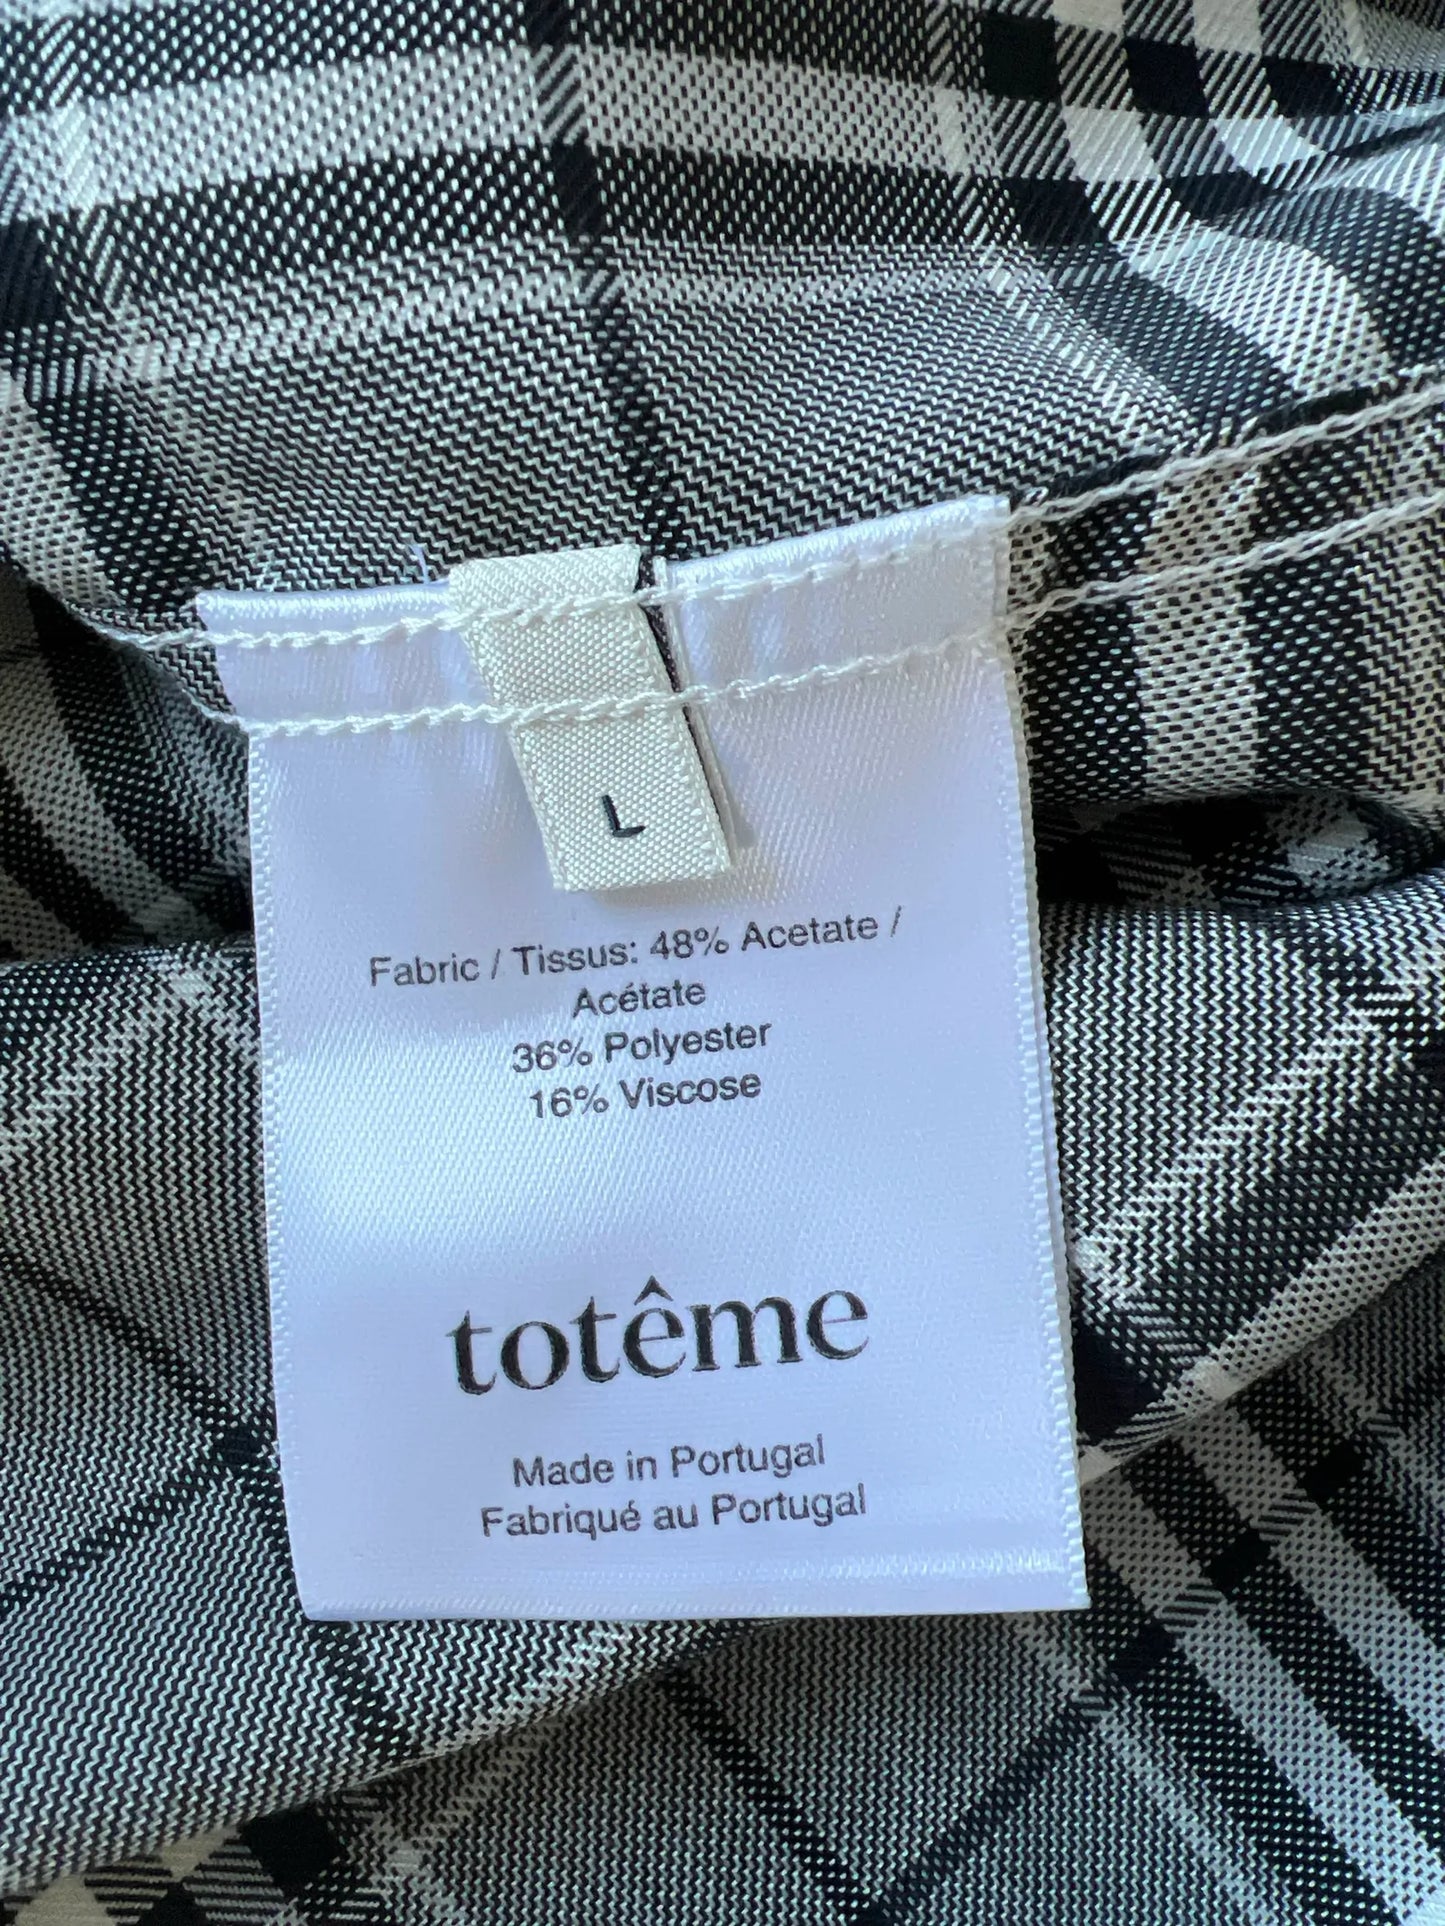 L
Fabric / Tissus: 48% Acetate /
Acétate
36% Polyester
16% Viscose
totême
Made in Portugal
Fabriqué au Portugal